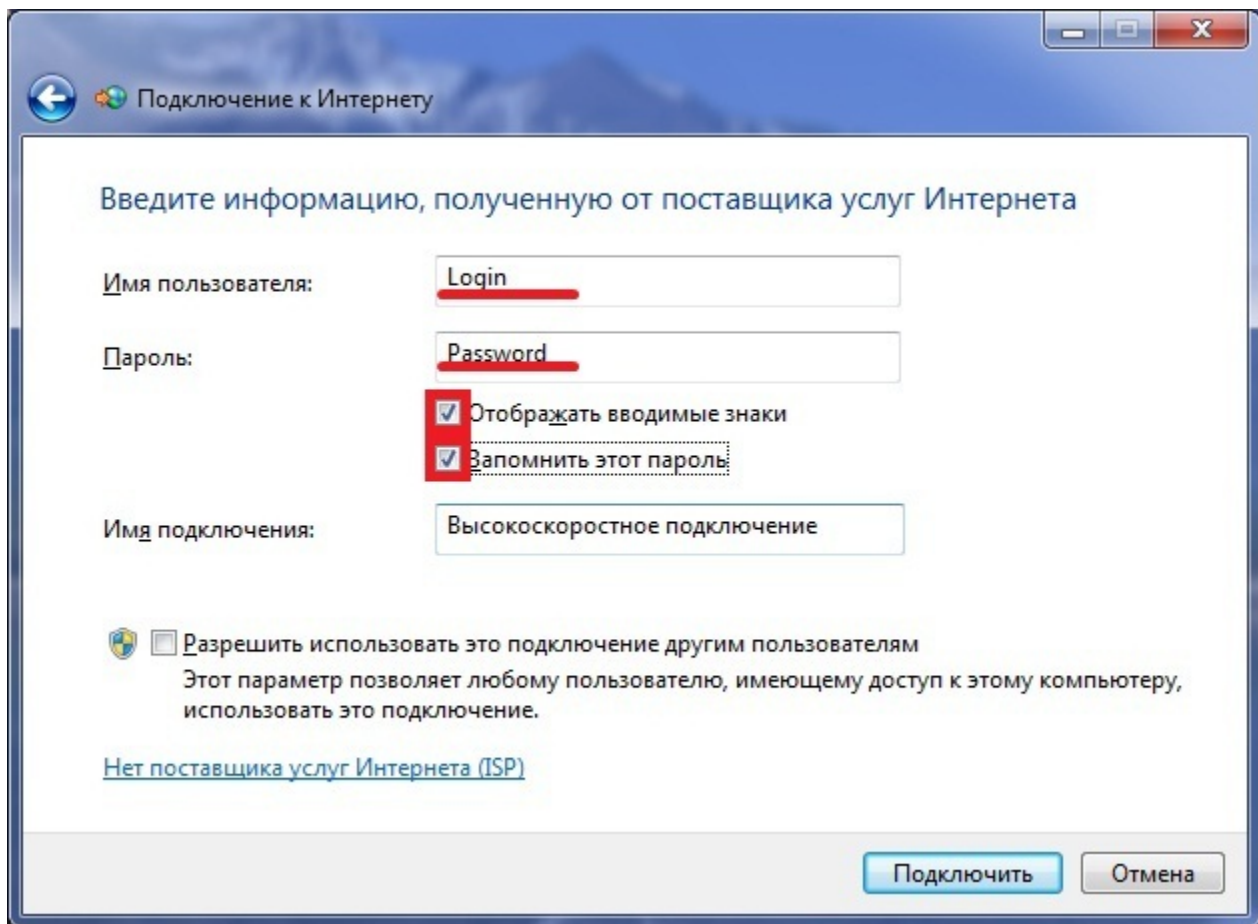 Подключение к Интернету
Введите информацию, полученную от поставщика услуг Интернета
Имя пользователя:
Login
Пароль:
Password
Отображать вводимые знаки
Запомнить этот пароль
Имя подключения:
Высокоскоростное подключение
Разрешить использовать это подключение другим пользователям
Этот параметр позволяет любому пользователю, имеющему доступ к этому компьютеру,
использовать это подключение.
Нет поставщика услуг Интернета (ISP)
Подключить
Отмена